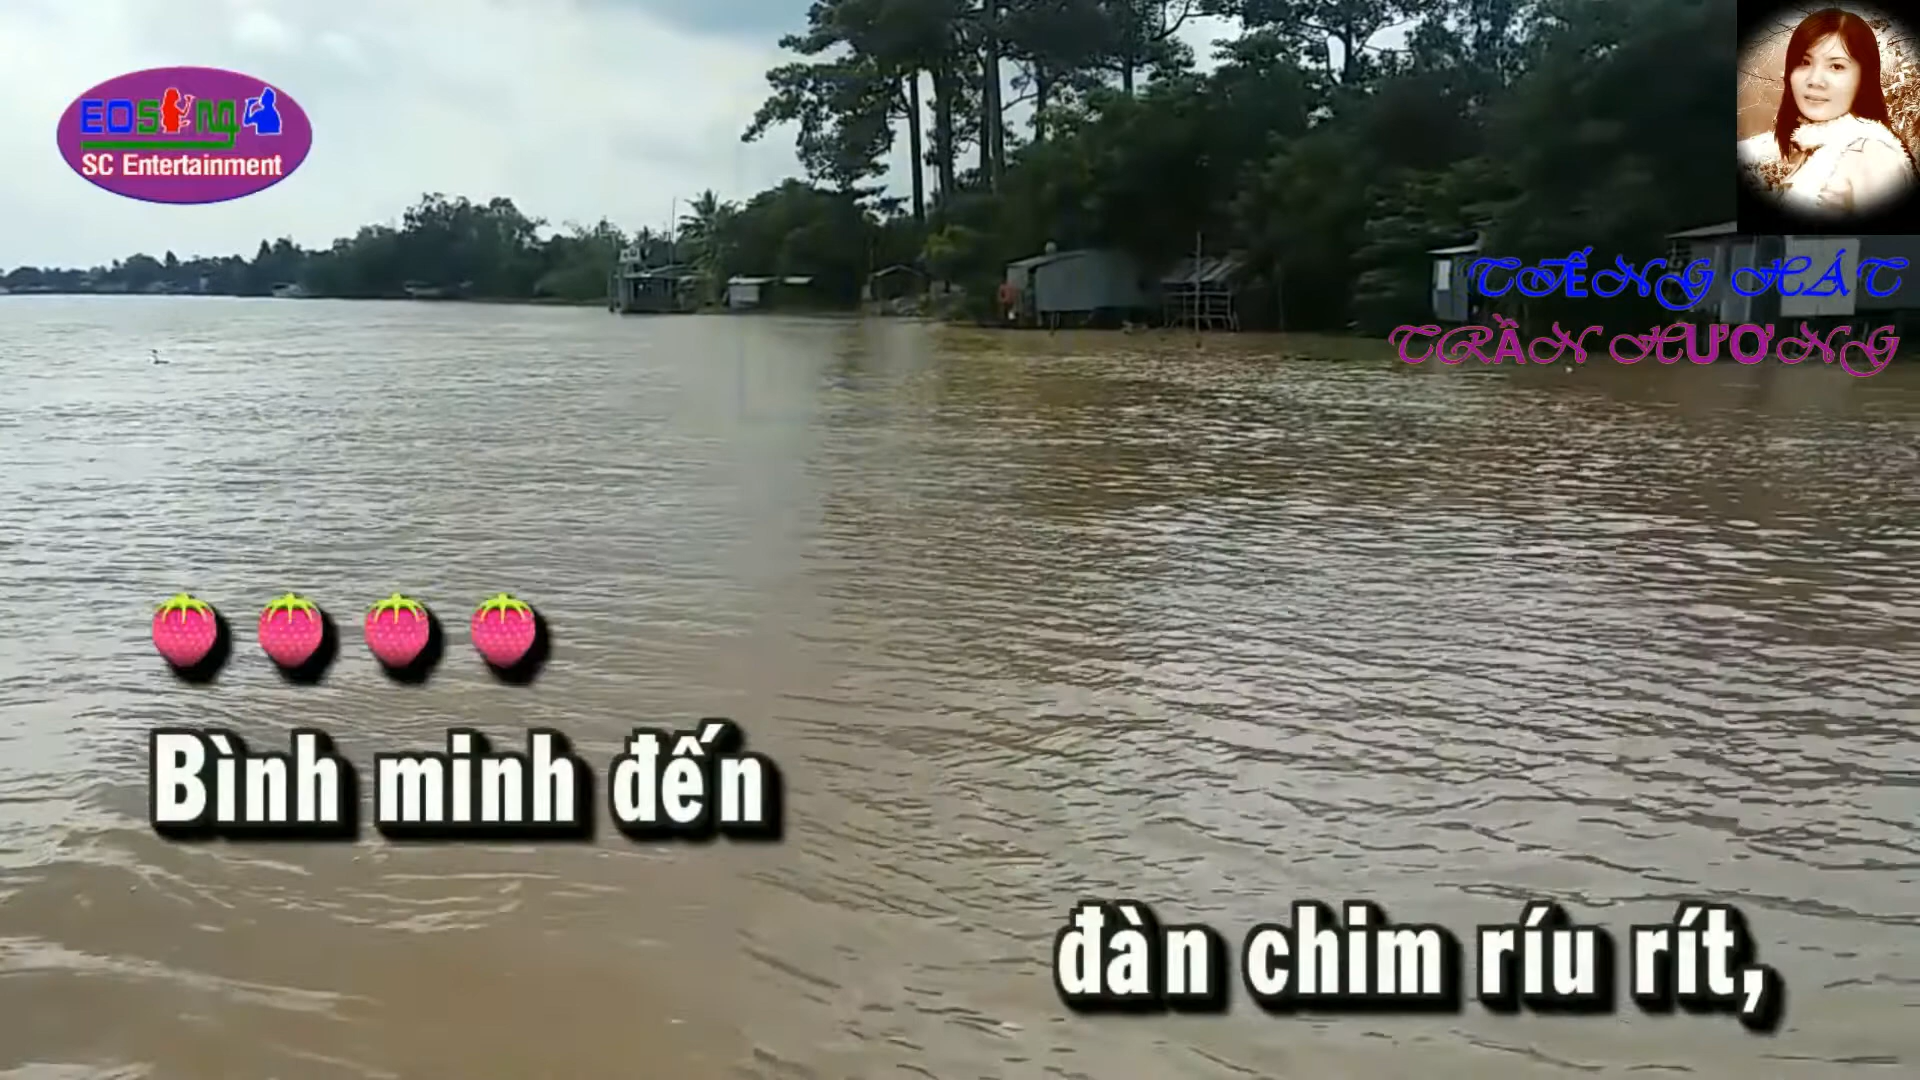 EOSing
SC Entertainment
TIẾNG HÁT
TRẦN HƯƠNG
Bình minh đến
đàn chim ríu rít,